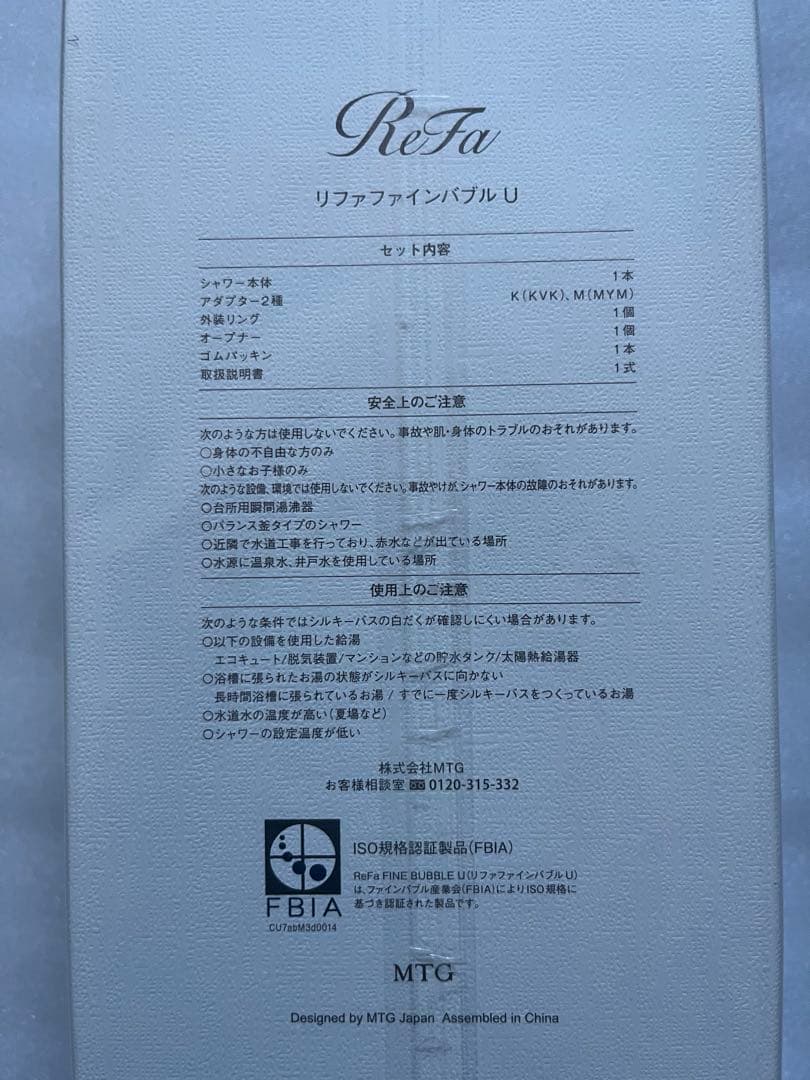 ReFa
リファファインバブル U
セット内容
シャワー本体 1本
アダプター2種 K(KVK)、M(MYM)
外装リング 1個
オープナー 1個
ゴムパッキン 1本
取扱説明書 1式
安全上のご注意
次のような方は使用しないでください。事故や肌・身体のトラブルのおそれがあります。
○身体の不自由な方のみ
○小さなお子様のみ
次のような設備、環境では使用しないでください。事故やけが、シャワー本体の故障のおそれがあります。
○台所用瞬間湯沸器
○バランス釜タイプのシャワー
○近隣で水道工事を行っており、赤水などが出ている場所
○水源に温泉水、井戸水を使用している場所
使用上のご注意
次のような条件ではシルキーバスの白だくが確認しにくい場合があります。
○以下の設備を使用した給湯
エコキュート/脱気装置/マンションなどの貯水タンク/太陽熱給湯器
○浴槽に張られたお湯の状態がシルキーバスに向かない
長時間浴槽に張られているお湯 / すでに一度シルキーバスをつくっているお湯
○水道水の温度が高い(夏場など)
○シャワーの設定温度が低い
株式会社MTG
お客様相談室 0120-315-332
ISO規格認証製品(FBIA)
ReFa FINE BUBBLE U(リファファインバブル U)
は、ファインバブル産業会(FBIA)によりISO規格に
基づき認証された製品です。
FBIA
CU7abM3d0014
MTG
Designed by MTG Japan Assembled in China